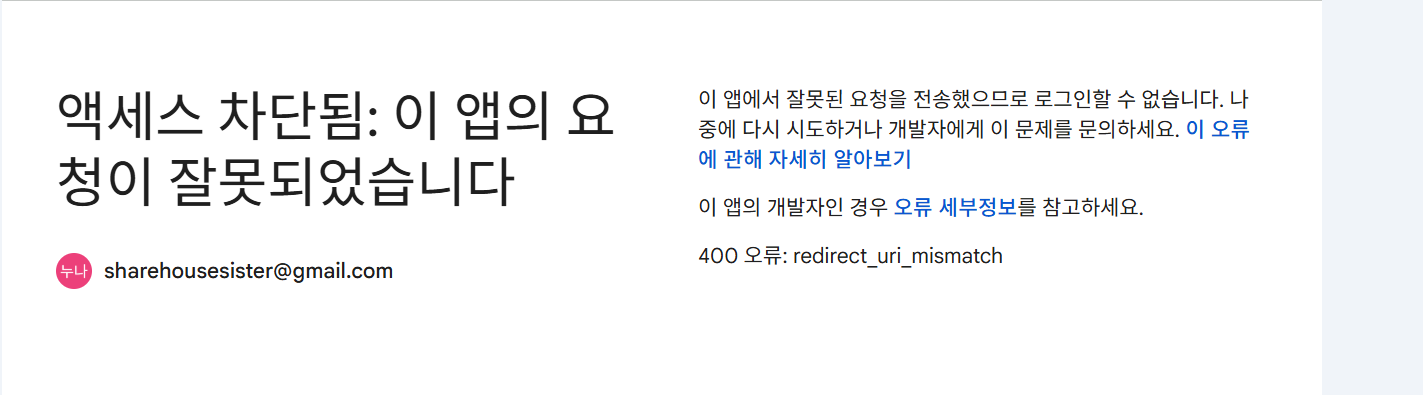 액세스 차단됨: 이 앱의 요
청이 잘못되었습니다
누나
sharehousesister@gmail.com
이 앱에서 잘못된 요청을 전송했으므로 로그인할 수 없습니다. 나
중에 다시 시도하거나 개발자에게 이 문제를 문의하세요. 이 오류
에 관해 자세히 알아보기
이 앱의 개발자인 경우 오류 세부정보를 참고하세요.
400 오류: redirect_uri_mismatch